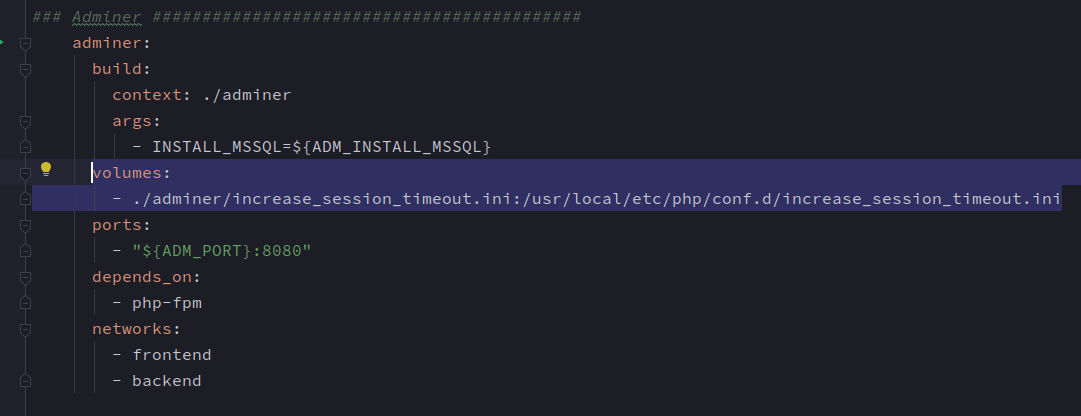 ### Adminer ###########################################
adminer:
build:
context: ./adminer
args:
- INSTALL_MSSQL=${ADM_INSTALL_MSSQL}
volumes:
- ./adminer/increase_session_timeout.ini:/usr/local/etc/php/conf.d/increase_session_timeout.ini
ports:
- "${ADM_PORT}:8080"
depends_on:
- php-fpm
networks:
- frontend
- backend